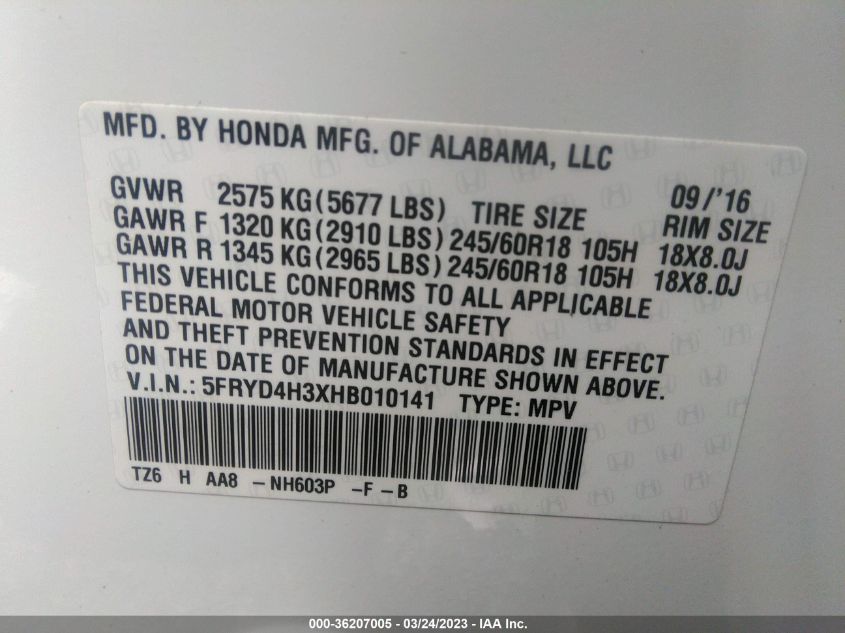 MFD. BY HONDA MFG. OF ALABAMA, LLC
GVWR 2575 KG(5677 LBS) TIRE SIZE 09/'16 RIM SIZE
GAWR F 1320 KG(2910 LBS) 245/60R18 105H 18X8.0J
GAWR R 1345 KG(2965 LBS) 245/60R18 105H 18X8.0J
THIS VEHICLE CONFORMS TO ALL APPLICABLE
FEDERAL MOTOR VEHICLE SAFETY
AND THEFT PREVENTION STANDARDS IN EFFECT
ON THE DATE OF MANUFACTURE SHOWN ABOVE.
V.I.N.: 5FRYD4H3XHB010141 TYPE: MPV
TZ6 H AA8 -NH603P -F -B
000-36207005 - 03/24/2023 - IAA Inc.